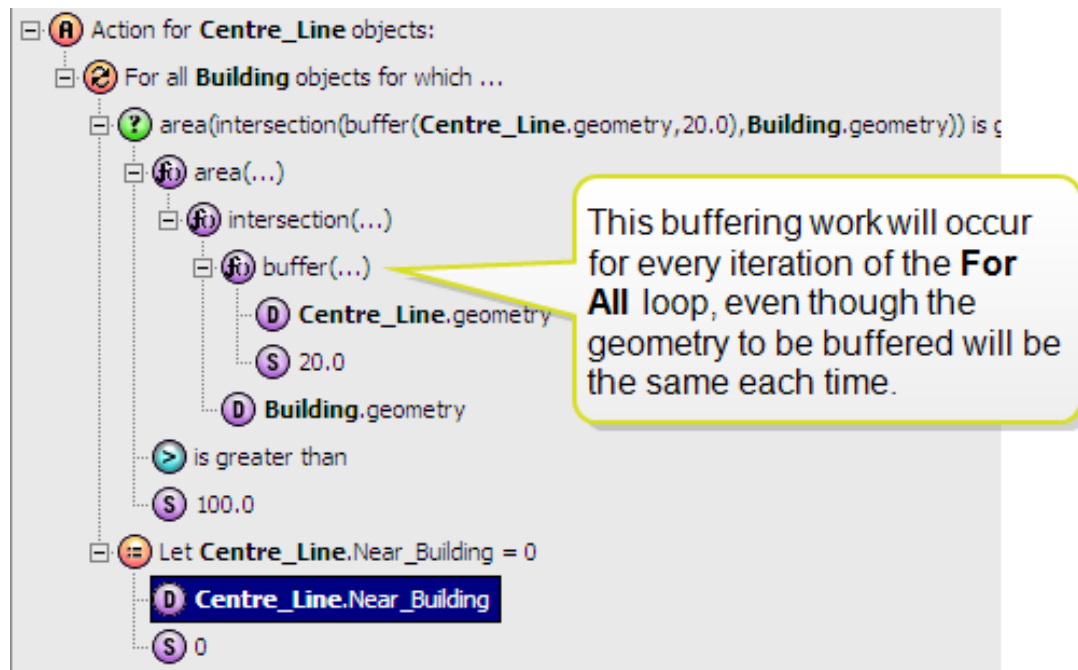 A Action for Centre_Line objects:
For all Building objects for which ...
? area(intersection(buffer(Centre_Line.geometry,20.0),Building.geometry)) is g
f() area(...)
f() intersection(...)
f() buffer(...)
D Centre_Line.geometry
S 20.0
D Building.geometry
> is greater than
S 100.0
:= Let Centre_Line.Near_Building = 0
D Centre_Line.Near_Building
S 0
This buffering work will occur
for every iteration of the For
All loop, even though the
geometry to be buffered will be
the same each time.